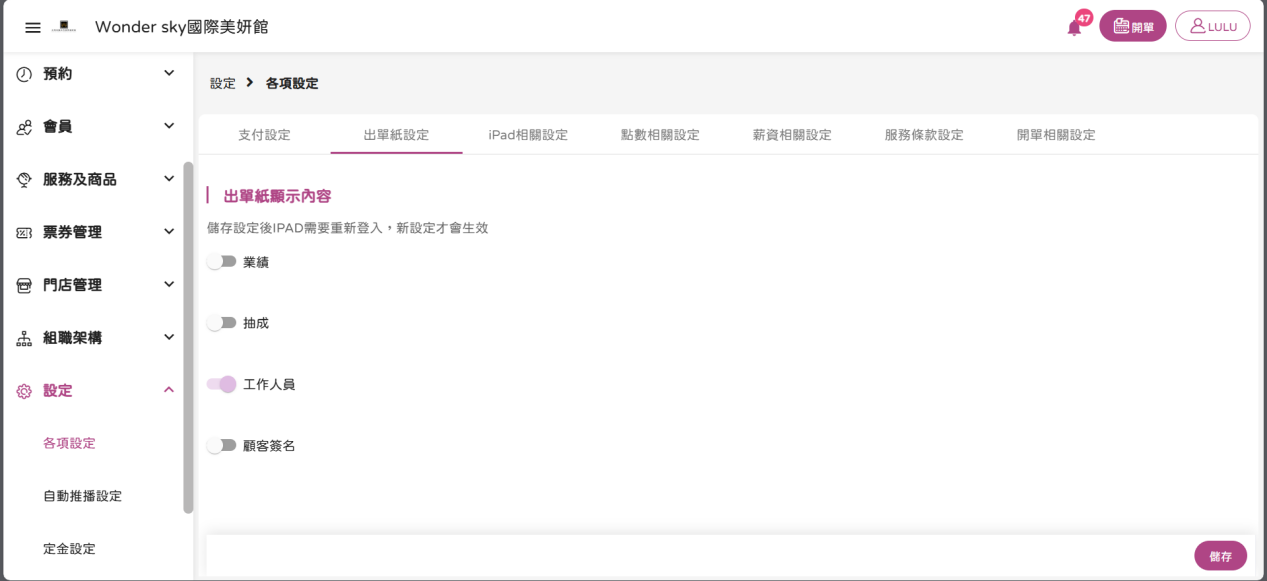 Wonder sky國際美妍館
47
開單
LULU
預約
會員
服務及商品
票券管理
門店管理
組職架構
設定
各項設定
自動推播設定
定金設定
設定 各項設定
支付設定 出單紙設定 iPad相關設定 點數相關設定 薪資相關設定 服務條款設定 開單相關設定
出單紙顯示內容
儲存設定後IPAD需要重新登入，新設定才會生效
業績
抽成
工作人員
顧客簽名
儲存